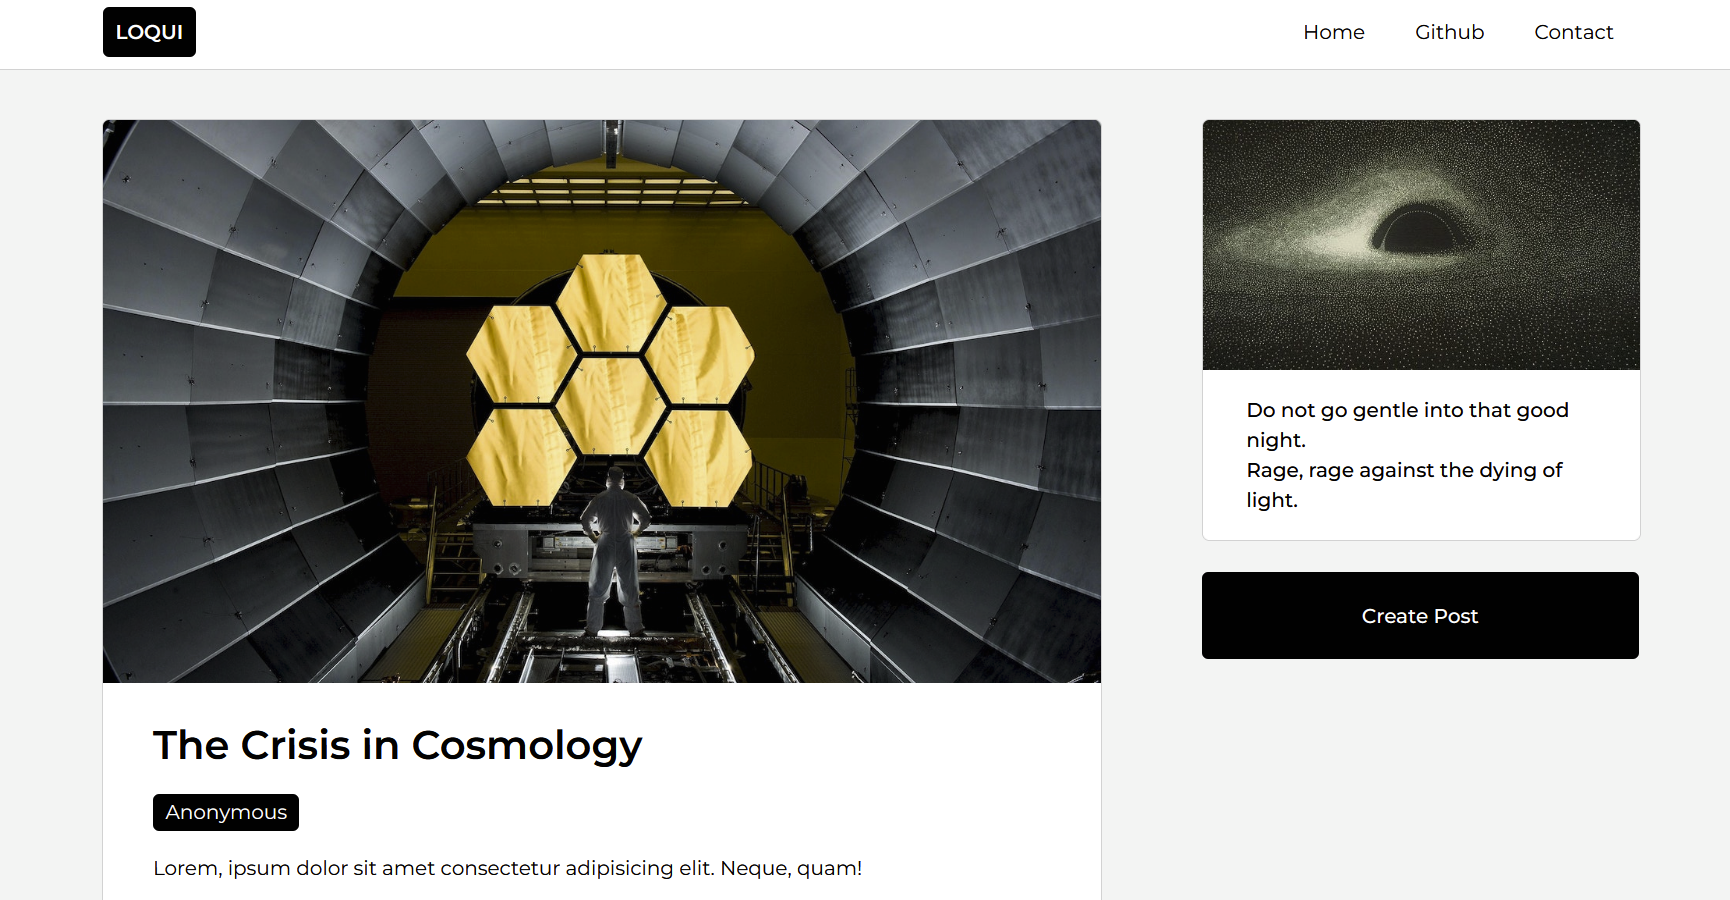 LOQUI
Home Github Contact
The Crisis in Cosmology
Anonymous
Lorem, ipsum dolor sit amet consectetur adipisicing elit. Neque, quam!
Do not go gentle into that good
night.
Rage, rage against the dying of
light.
Create Post